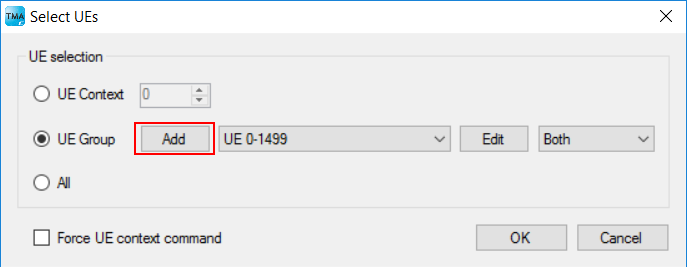 TMA Select UEs
UE selection
UE Context 0
UE Group Add UE 0-1499 Edit Both
All
Force UE context command OK Cancel